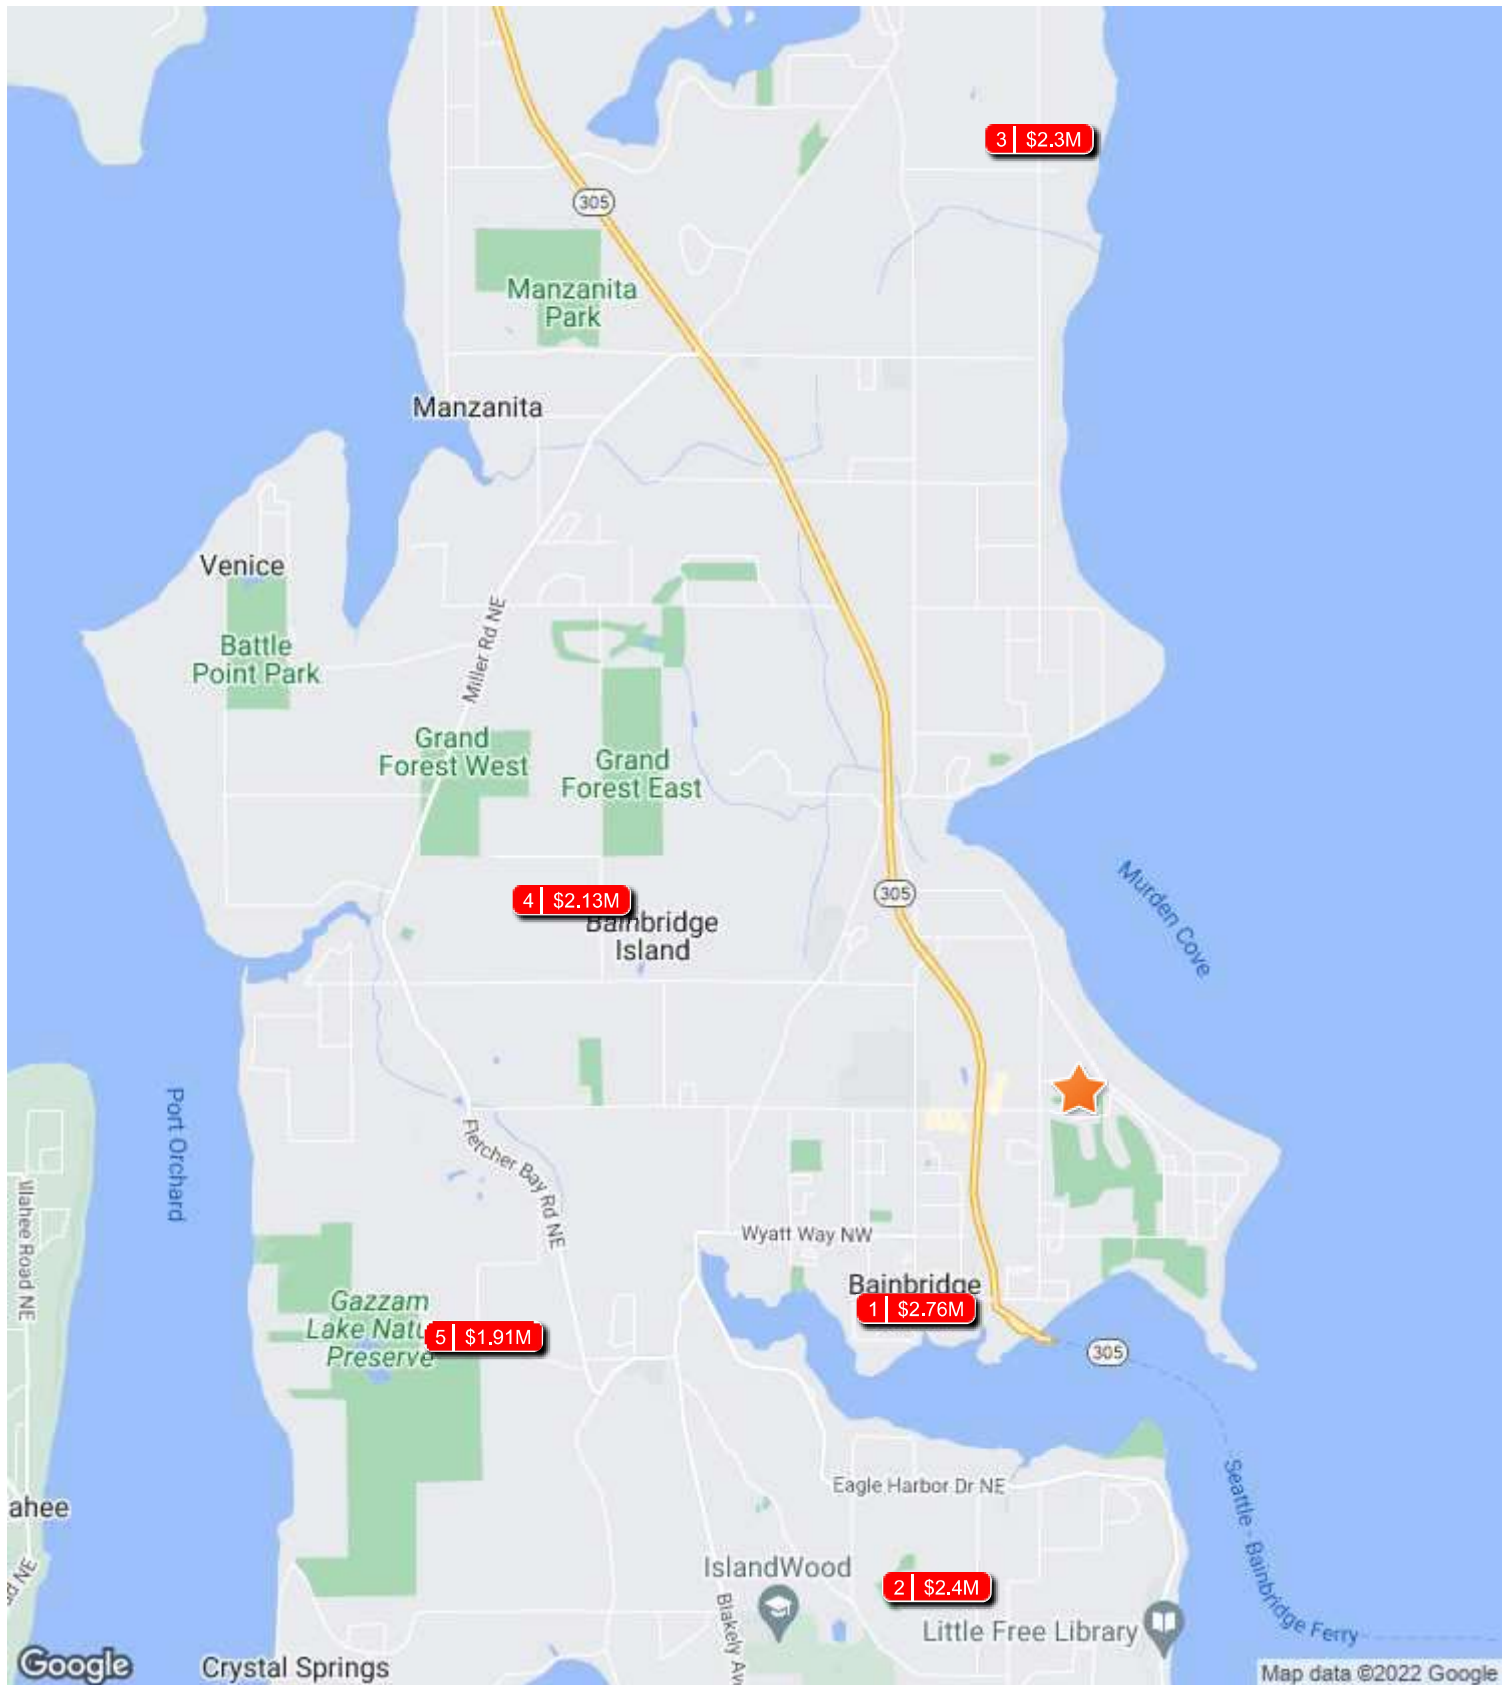 3 $2.3M
305
Manzanita
Park
Manzanita
Venice
Battle
Point Park
Miller Rd NE
Grand
Forest West
Grand
Forest East
Murden Cove
305
4 $2.13M
Bainbridge
Island
Port Orchard
Fletcher Bay Rd NE
Wyatt Way NW
Bainbridge
1 $2.76M
Gazzam
Lake Natu
Preserve
5 $1.91M
305
llahee Road NE
Eagle Harbor Dr NE
ahee
Seattle - Bainbridge Ferry
IslandWood
2 $2.4M
Blakely Av
Little Free Library
Crystal Springs
Google
Map data ©2022 Google